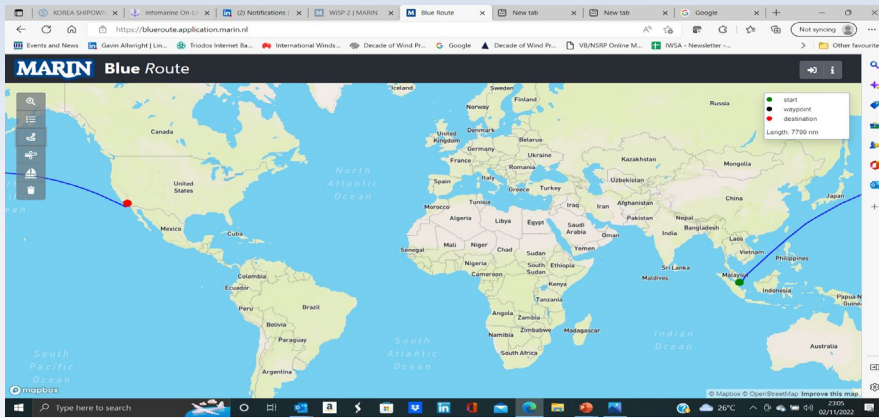 KOREA SHIPOWN
Infomarine On-Li
(2) Notifications |
WISP 2 | MARIN
Blue Route
New tab
New tab
Google
https://blueroute.application.marin.nl
Not syncing
Events and News
Gavin Allwright | Lin...
Triodos Internet Ba...
International Winds...
Decade of Wind Pr...
Google
Decade of Wind Pr...
VB/NSRP Online M...
IWSA - Newsletter -...
Other favourites
MARIN Blue Route
start
waypoint
destination
Length: 7799 nm
Iceland
Sweden
Finland
Norway
Russia
Canada
United Kingdom
Denmark
Belarus
Germany
Ukraine
France
Kazakhstan
Mongolia
Romania
North Atlantic Ocean
Italy
Uzbekistan
United States
Spain
Greece
Turkey
China
Japan
Tunisia
Morocco
Iraq
Iran
Afghanistan
Algeria
Libya
Egypt
Pakistan
Nepal
Saudi Arabia
Bangladesh
Mexico
Cuba
Oman
India
Laos
Mali
Niger
Chad
Sudan
Yemen
Senegal
Vietnam
Philippines
Nigeria
South Sudan
Ethiopia
Sri Lanka
Cameroon
Maldives
Malaysia
Colombia
Kenya
Ecuador
Indonesia
Tanzania
Papua N
Guine
Peru
Brazil
Angola
Zambia
Bolivia
Zimbabwe
Madagascar
Namibia
Paraguay
Indian Ocean
Australia
South Pacific Ocean
South Atlantic Ocean
South Africa
Argentina
mapbox
© Mapbox © OpenStreetMap Improve this map
Type here to search
26°C
23:05
02/11/2022